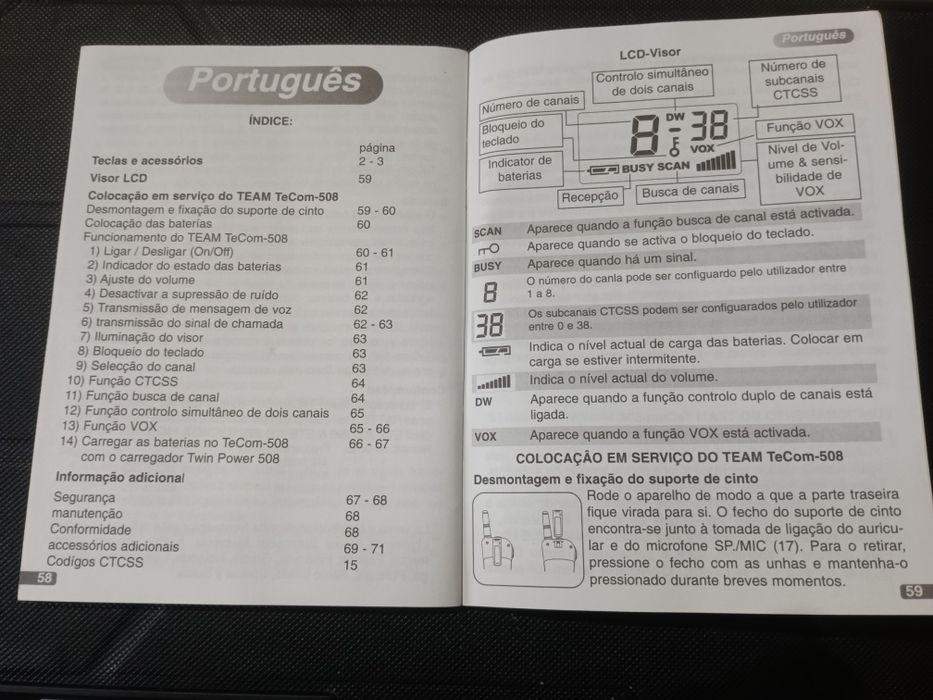 Português
ÍNDICE:
página
Teclas e acessórios 2 - 3
Visor LCD 59
Colocação em serviço do TEAM TeCom-508
Desmontagem e fixação do suporte de cinto 59 - 60
Colocação das baterias 60
Funcionamento do TEAM TeCom-508
1) Ligar / Desligar (On/Off) 60 - 61
2) Indicador do estado das baterias 61
3) Ajuste do volume 61
4) Desactivar a supressão de ruído 62
5) Transmissão de mensagem de voz 62
6) transmissão do sinal de chamada 62 - 63
7) Iluminação do visor 63
8) Bloqueio do teclado 63
9) Selecção do canal 63
10) Função CTCSS 64
11) Função busca de canal 64
12) Função controlo simultâneo de dois canais 65
13) Função VOX 65 - 66
14) Carregar as baterias no TeCom-508 66 - 67
com o carregador Twin Power 508
Informação adicional
Segurança 67 - 68
manutenção 68
Conformidade 68
accessórios adicionais 69 - 71
Codígos CTCSS 15
58
Português
LCD-Visor
Número de canais
Controlo simultâneo
de dois canais
Número de
subcanais
CTCSS
Bloqueio do
teclado
Função VOX
Indicator de
baterias
Nivel de Vol-
ume & sensi-
bilidade de
VOX
Recepção
Busca de canais
8 DW 38
VOX
BUSY SCAN
SCAN Aparece quando a função busca de canal está activada.
Aparece quando se activa o bloqueio do teclado.
BUSY Aparece quando há um sinal.
8 O número do canla pode ser configuardo pelo utilizador entre
1 a 8.
38 Os subcanais CTCSS podem ser configuarados pelo utilizador
entre 0 e 38.
Indica o nível actual de carga das baterias. Colocar em
carga se estiver intermitente.
Indica o nível actual do volume.
DW Aparece quando a função controlo duplo de canais está
ligada.
VOX Aparece quando a função VOX está activada.
COLOCAÇÂO EM SERVIÇO DO TEAM TeCom-508
Desmontagem e fixação do suporte de cinto
Rode o aparelho de modo a que a parte traseira
fique virada para si. O fecho do suporte de cinto
encontra-se junto à tomada de ligação do auricu-
lar e do microfone SP./MIC (17). Para o retirar,
pressione o fecho com as unhas e mantenha-o
pressionado durante breves momentos.
59